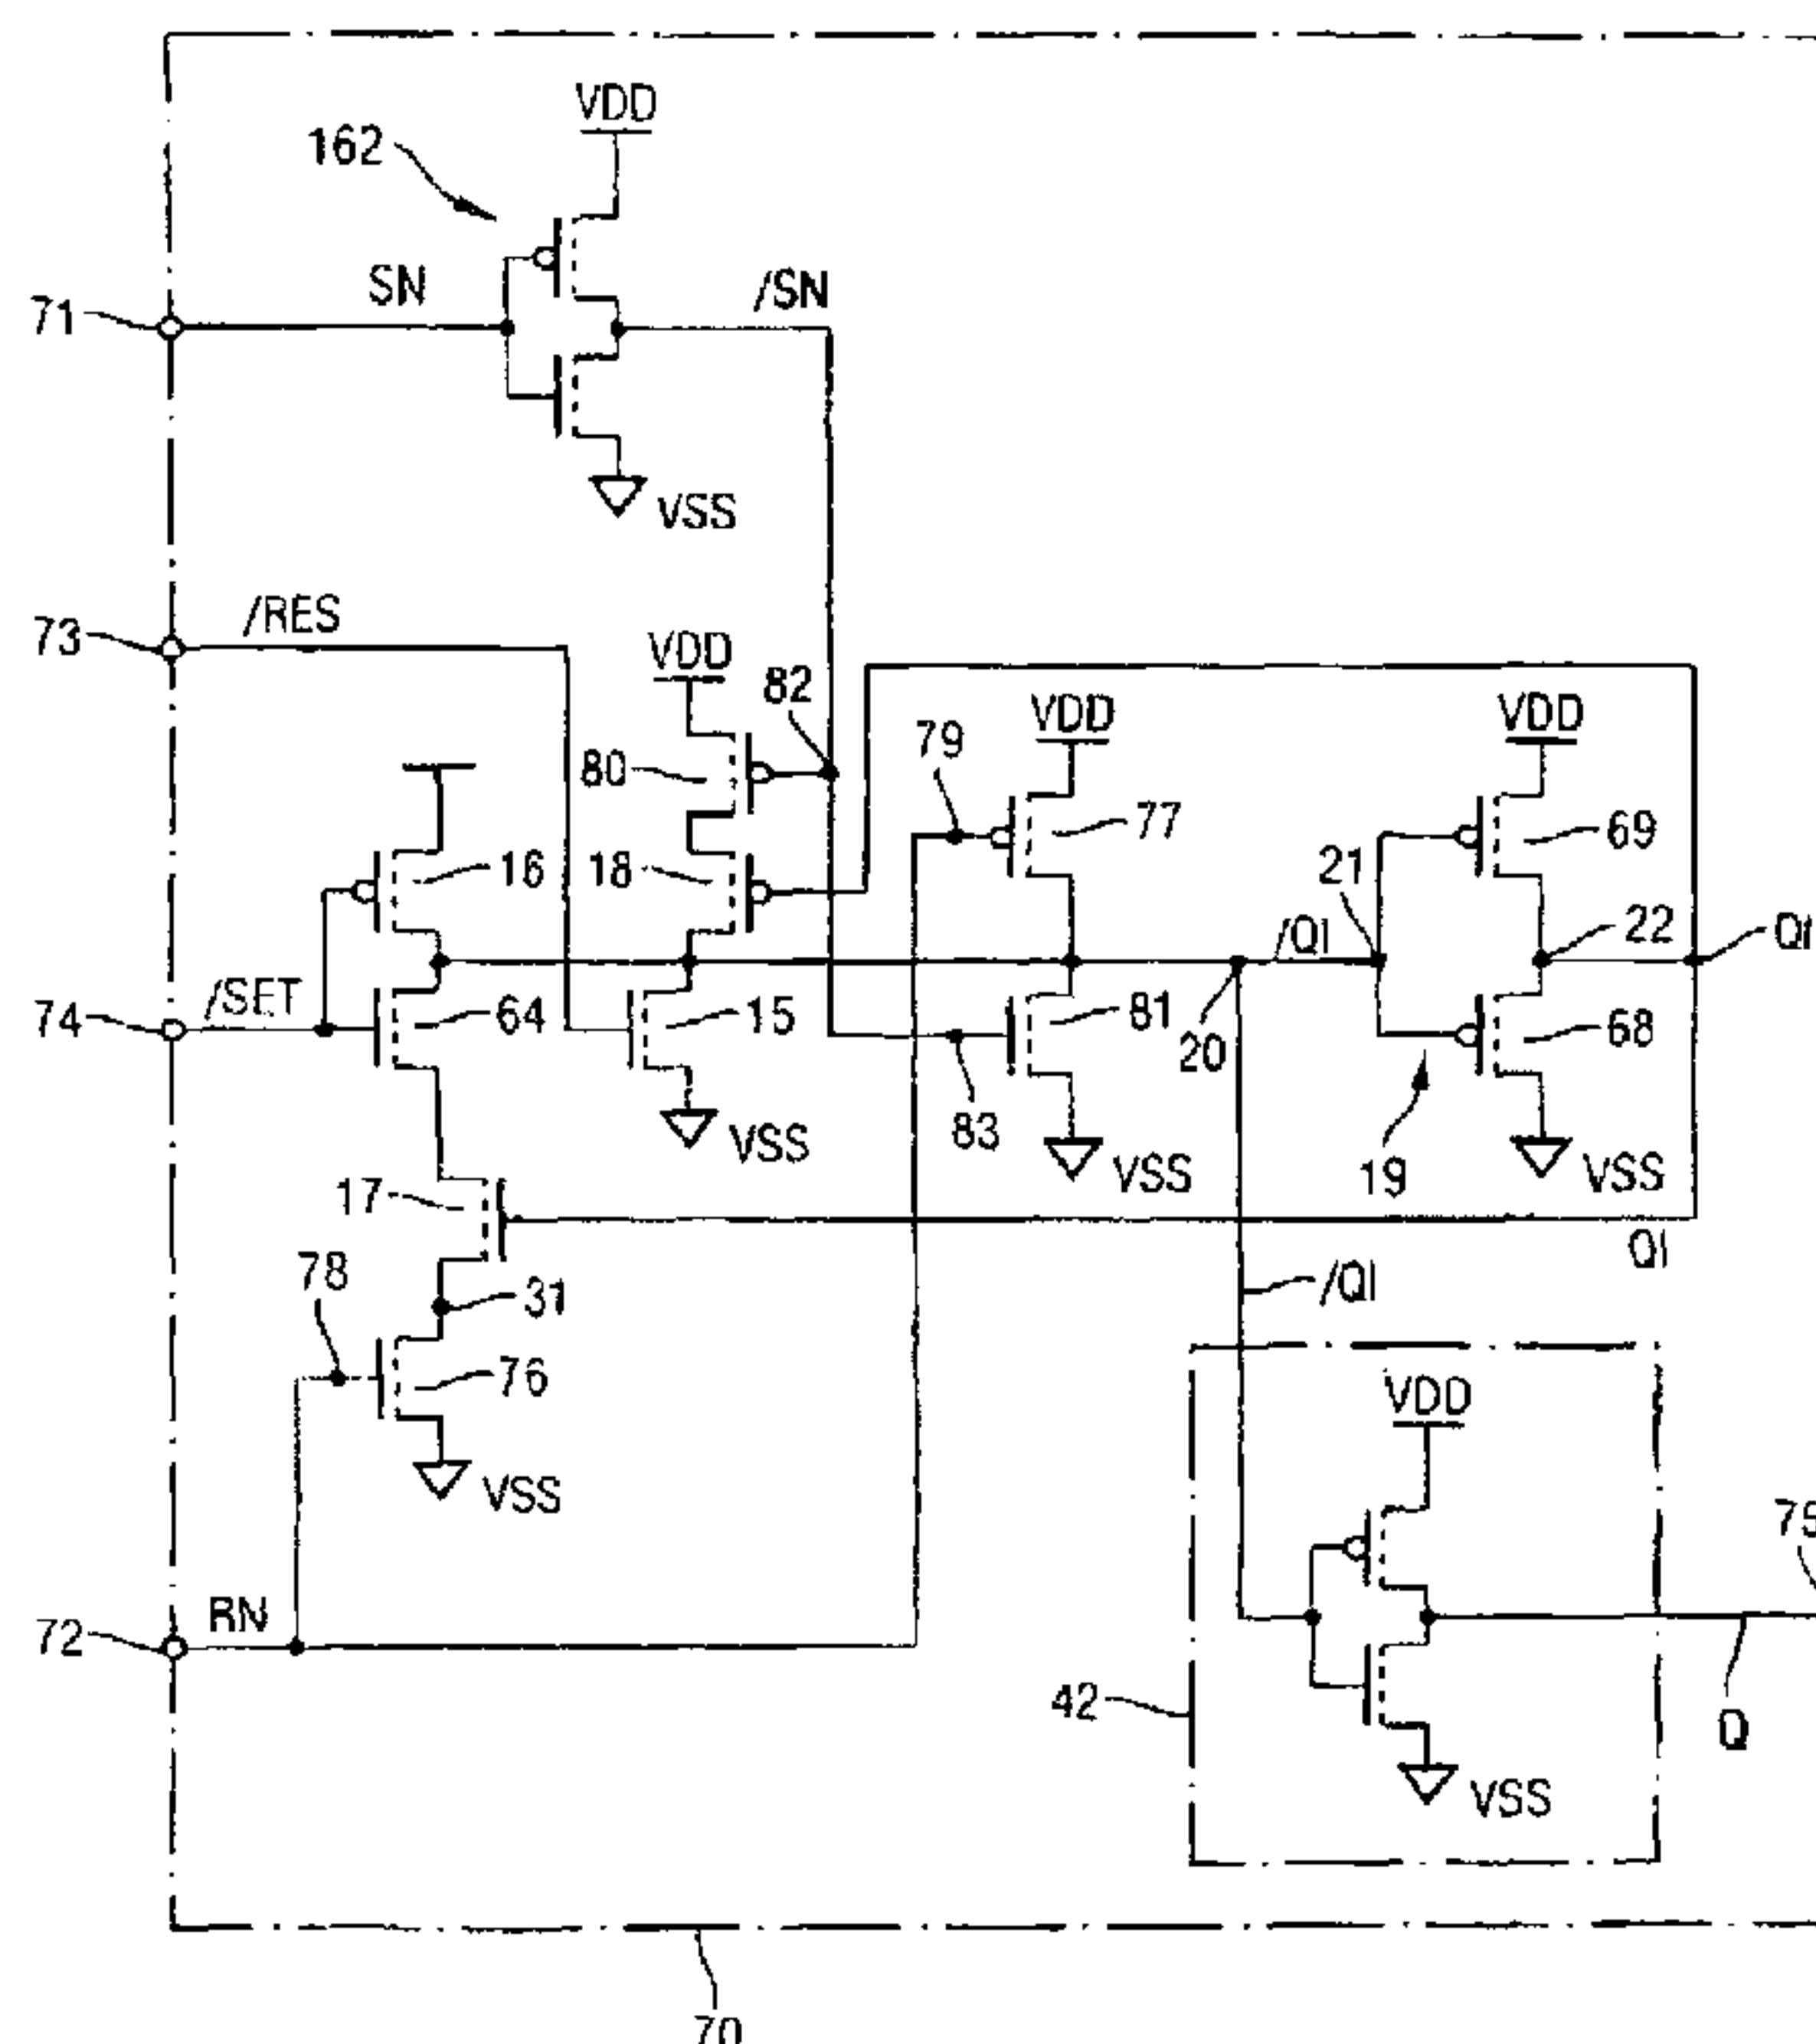 VDD
162
SN
/SN
71
VSS
/RES
73
VDD
82
80
79
VDD
VDD
77
69
16
18
21
22
/QI
QI
/SET
74
64
15
81
20
68
83
VSS
VSS
19
VSS
17
QI
78
31
/QI
76
VDD
VSS
75
RN
72
42
Q
VSS
70